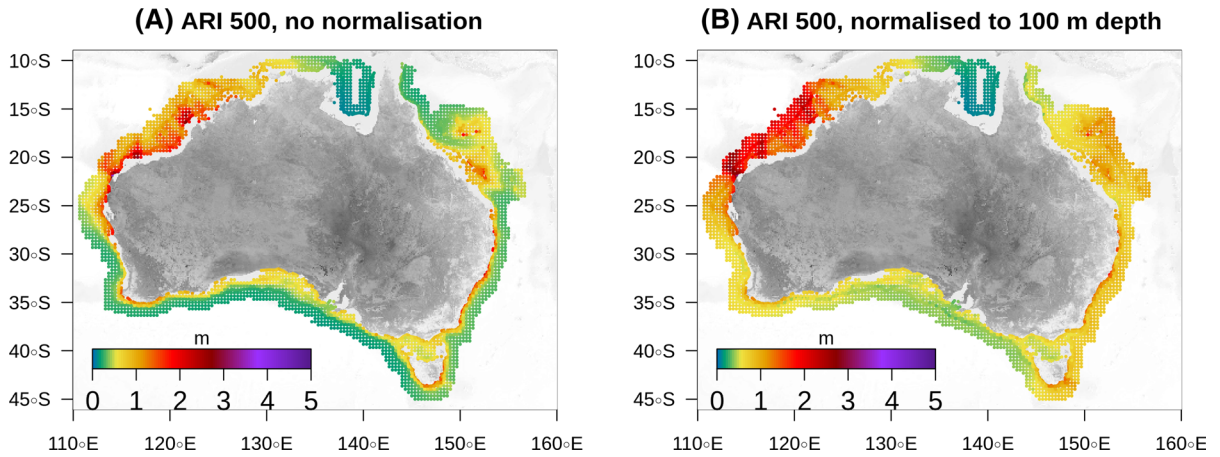 (A) ARI 500, no normalisation
10◦S
15◦S
20◦S
25◦S
30◦S
35◦S
40◦S
45◦S
m
0 1 2 3 4 5
110◦E 120◦E 130◦E 140◦E 150◦E 160◦E
(B) ARI 500, normalised to 100 m depth
10◦S
15◦S
20◦S
25◦S
30◦S
35◦S
40◦S
45◦S
m
0 1 2 3 4 5
110◦E 120◦E 130◦E 140◦E 150◦E 160◦E